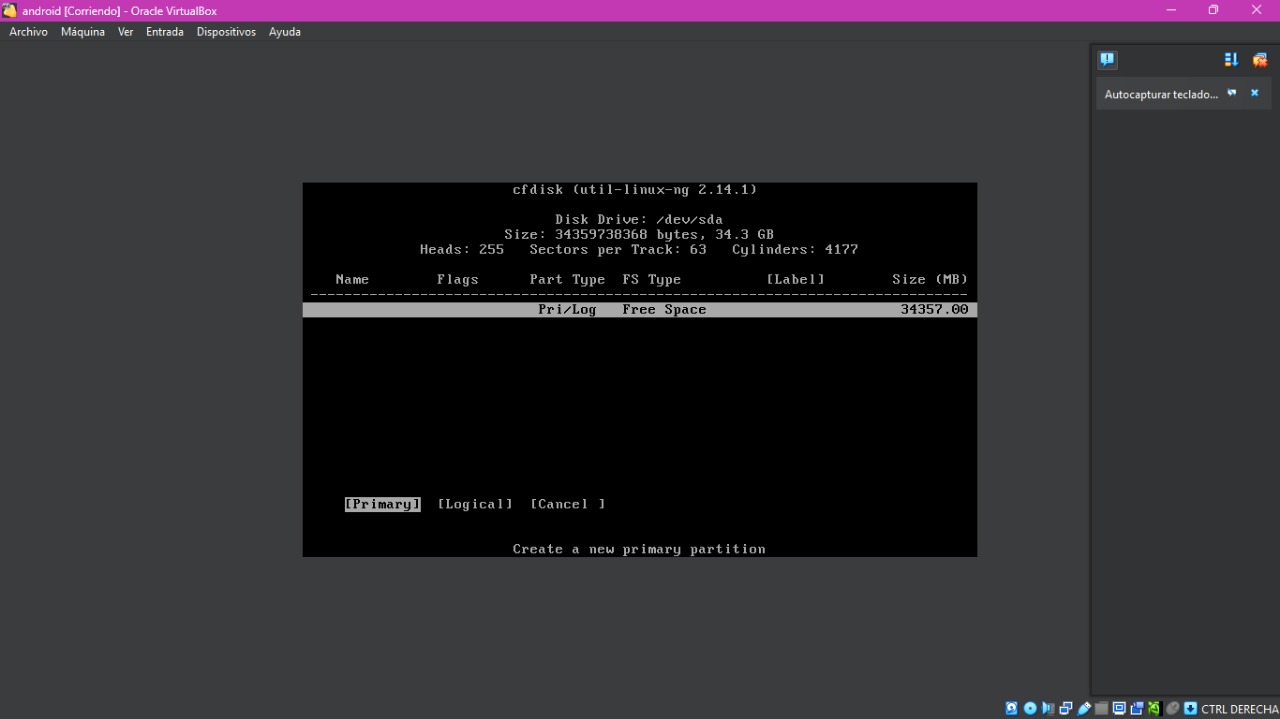 android [Corriendo] - Oracle VirtualBox
Archivo Máquina Ver Entrada Dispositivos Ayuda
Autocapturar teclado...
cfdisk (util-linux-ng 2.14.1)
Disk Drive: /dev/sda
Size: 34359738368 bytes, 34.3 GB
Heads: 255 Sectors per Track: 63 Cylinders: 4177
Name Flags Part Type FS Type [Label] Size (MB)
Pri/Log Free Space 34357.00
[Primary] [Logical] [Cancel ]
Create a new primary partition
CTRL DERECHA